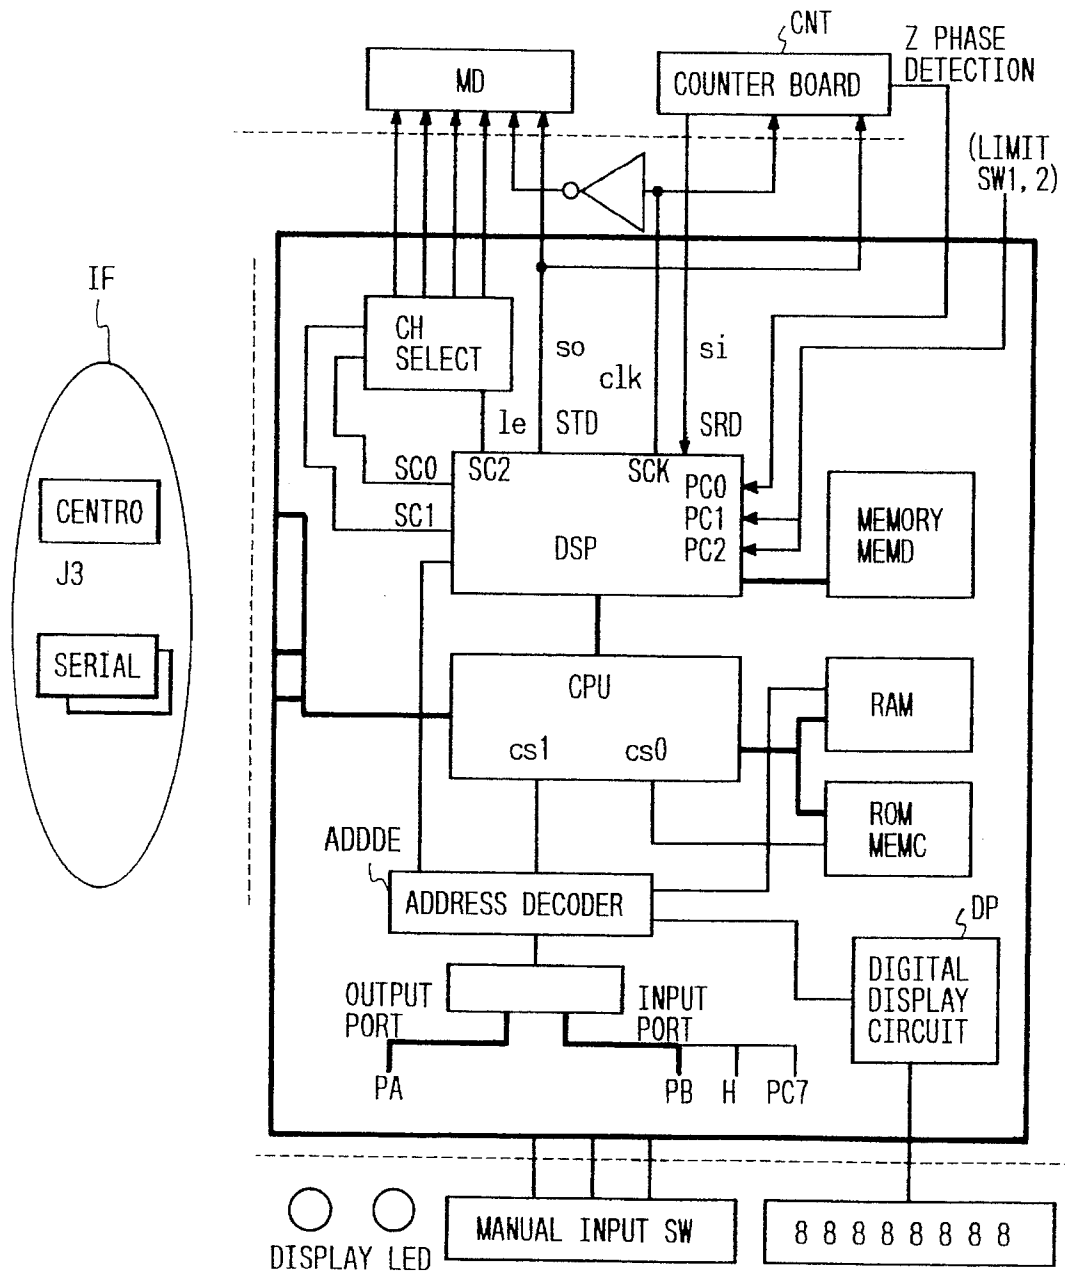 CNT
Z PHASE
DETECTION
MD
COUNTER BOARD
(LIMIT
SW1, 2)
IF
CH
SELECT
so
clk
si
le
STD
SRD
SC0
SC2
SCK
PC0
SC1
PC1
DSP
PC2
MEMORY
MEMD
CENTRO
J3
SERIAL
CPU
cs1
cs0
RAM
ROM
MEMC
ADDDE
ADDRESS DECODER
DP
DIGITAL
DISPLAY
CIRCUIT
OUTPUT
PORT
INPUT
PORT
PA
PB
H
PC7
DISPLAY LED
MANUAL INPUT SW
8 8 8 8 8 8 8 8